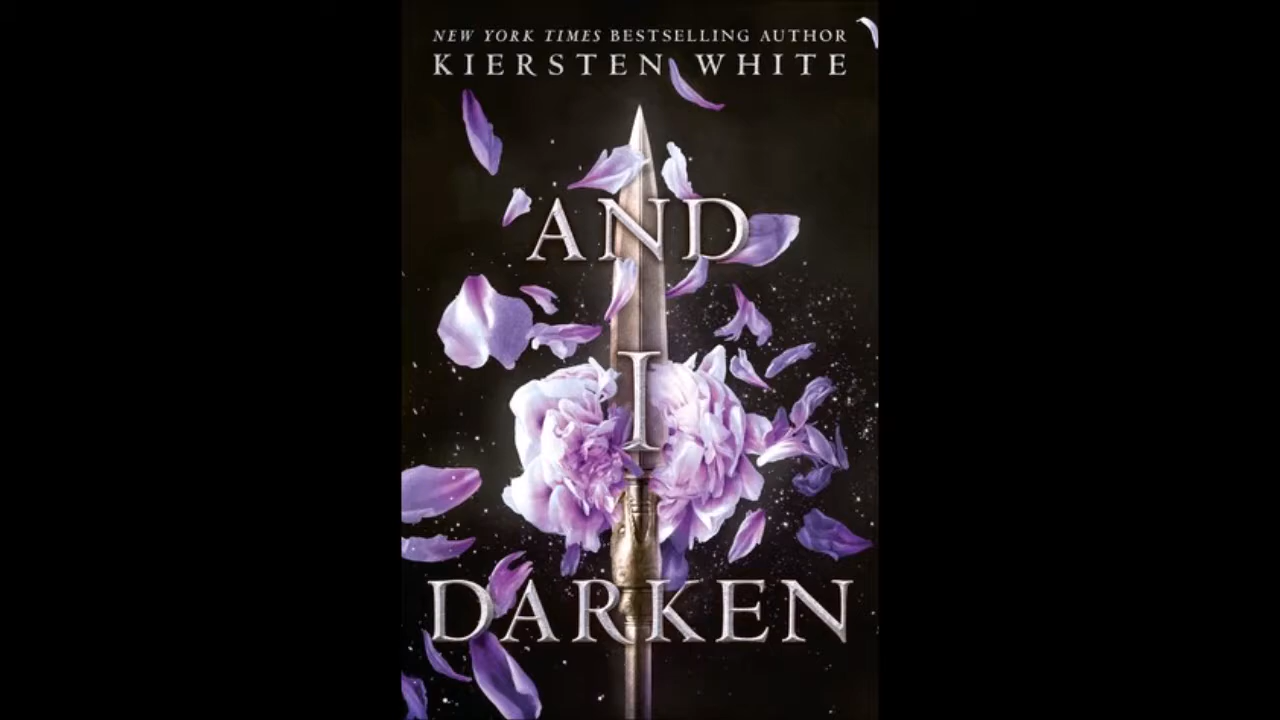 NEW YORK TIMES BESTSELLING AUTHOR
KIERSTEN WHITE
AND
I
DARKEN